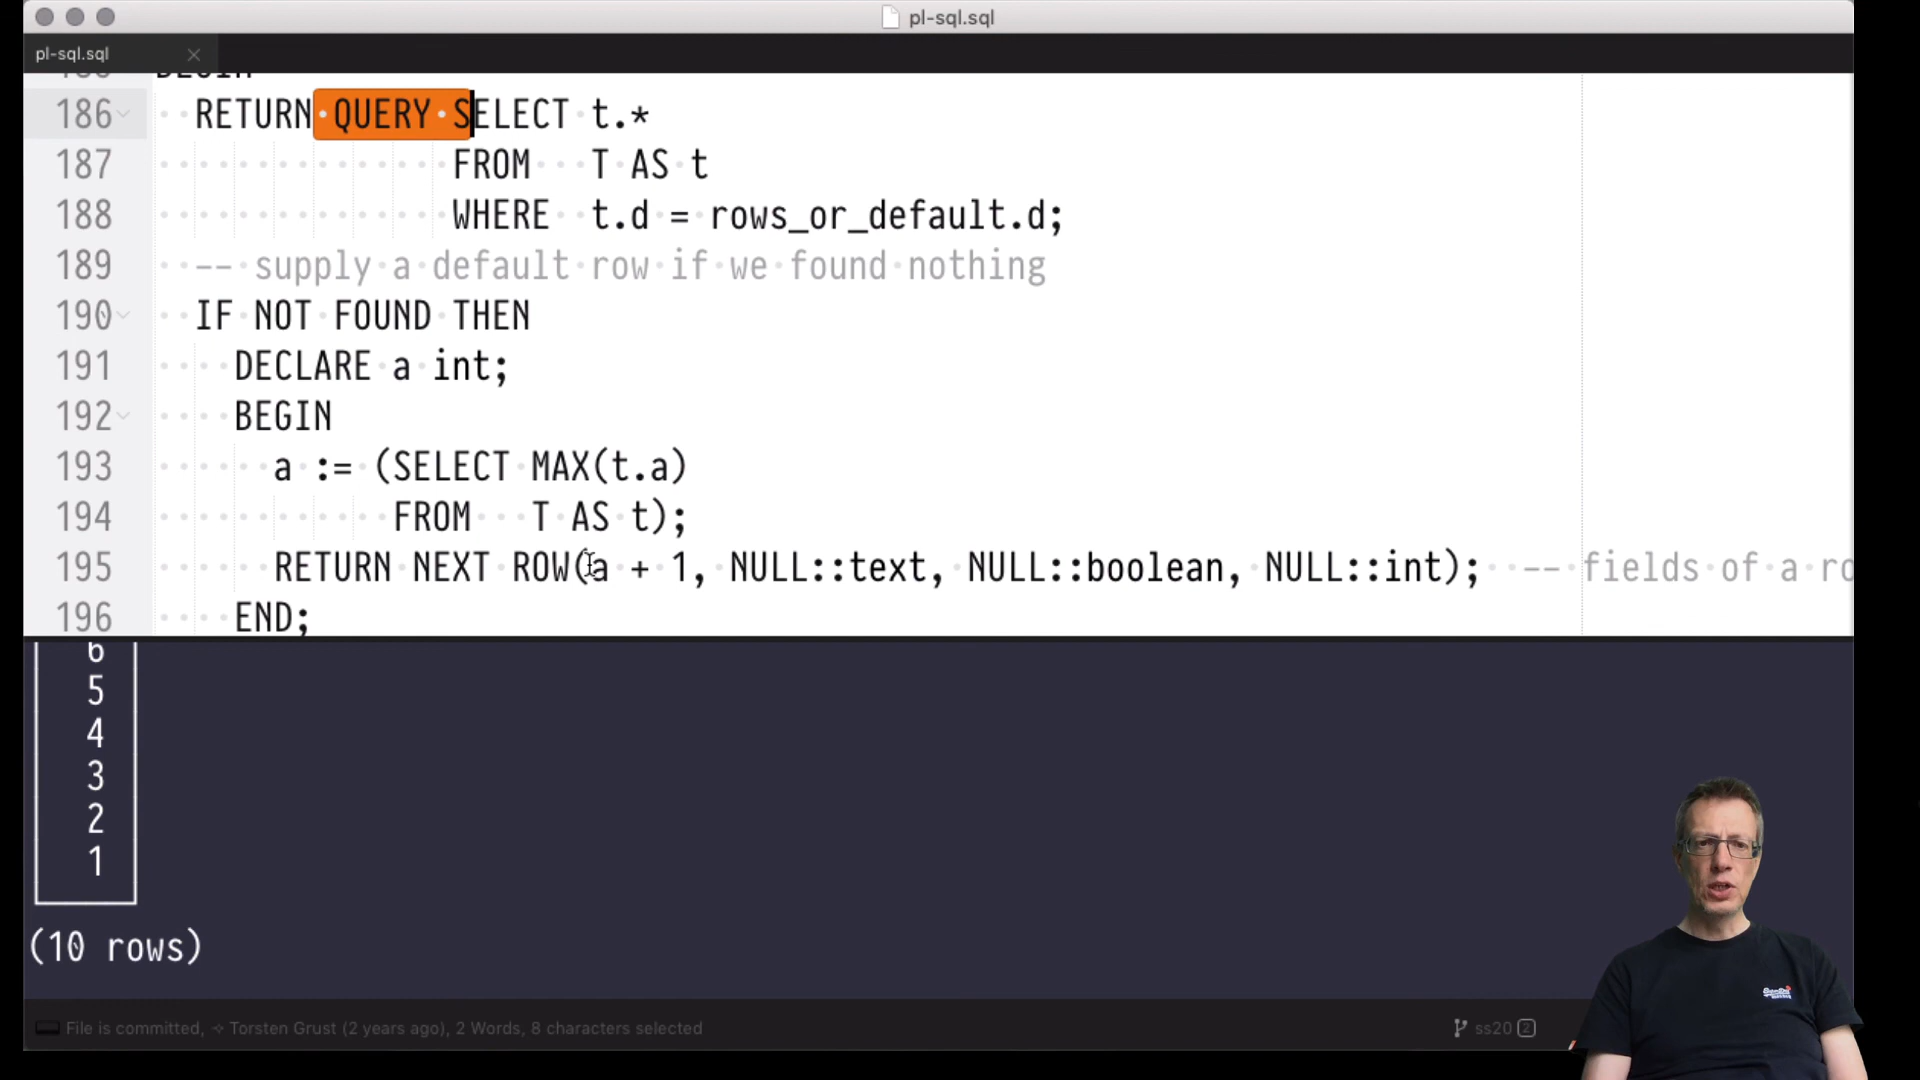 pl-sql.sql
pl-sql.sql
BEGIN
186 RETURN QUERY SELECT t.*
187 FROM T AS t
188 WHERE t.d = rows_or_default.d;
189 -- supply a default row if we found nothing
190 IF NOT FOUND THEN
191 DECLARE a int;
192 BEGIN
193 a := (SELECT MAX(t.a)
194 FROM T AS t);
195 RETURN NEXT ROW(a + 1, NULL::text, NULL::boolean, NULL::int); -- fields of a ro
196 END;
6
5
4
3
2
1
(10 rows)
File is committed, Torsten Grust (2 years ago), 2 Words, 8 characters selected
ss20 2